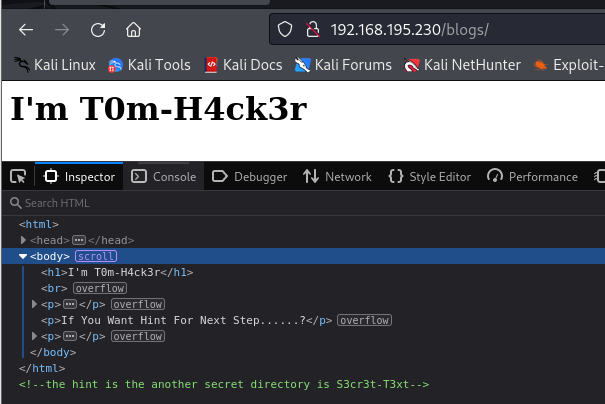 192.168.195.230/blogs/
Kali Linux Kali Tools Kali Docs Kali Forums Kali NetHunter Exploit-
I'm T0m-H4ck3r
Inspector Console Debugger Network Style Editor Performance
Search HTML
<html>
<head></head>
<body> scroll
<h1>I'm T0m-H4ck3r</h1>
<br> overflow
<p></p> overflow
<p>If You Want Hint For Next Step......?</p> overflow
<p></p> overflow
</body>
</html>
<!--the hint is the another secret directory is S3cr3t-T3xt-->